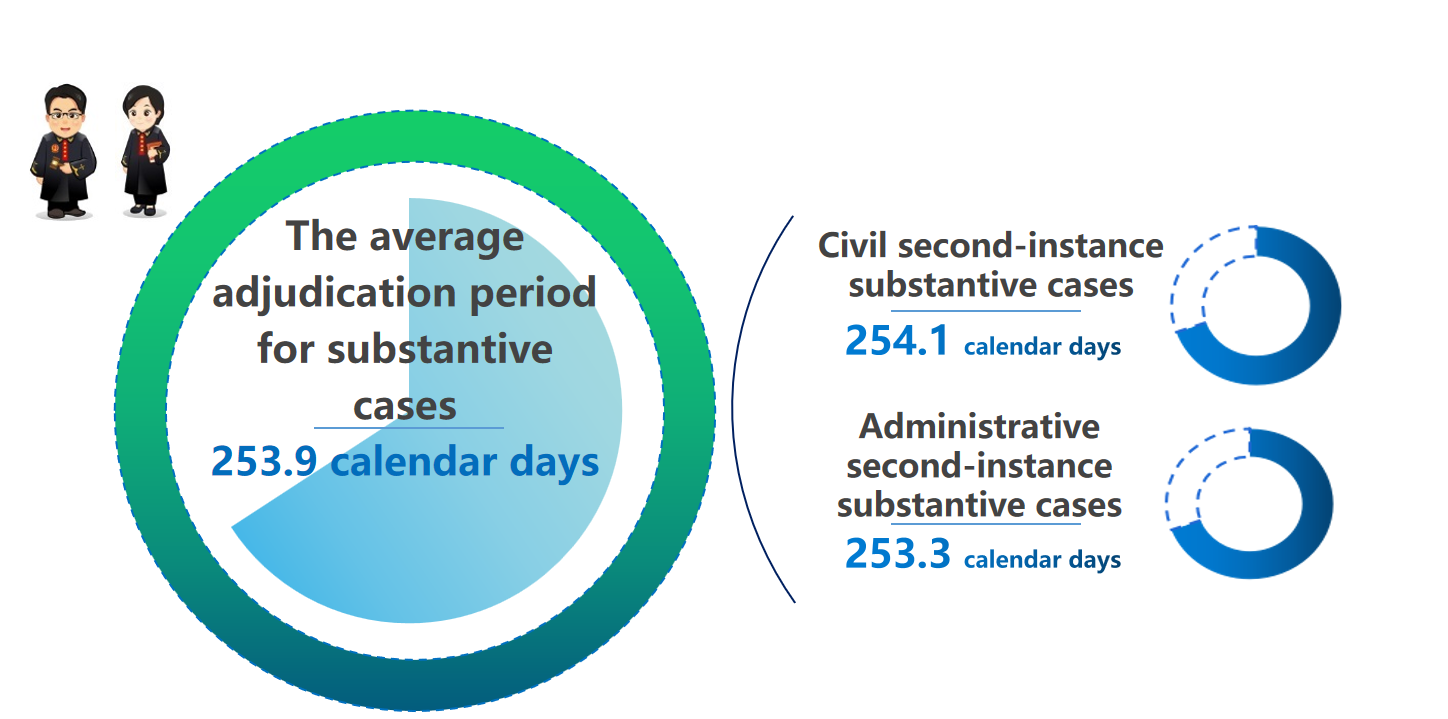 The average
adjudication period
for substantive
cases
253.9 calendar days
Civil second-instance
substantive cases
254.1 calendar days
Administrative
second-instance
substantive cases
253.3 calendar days